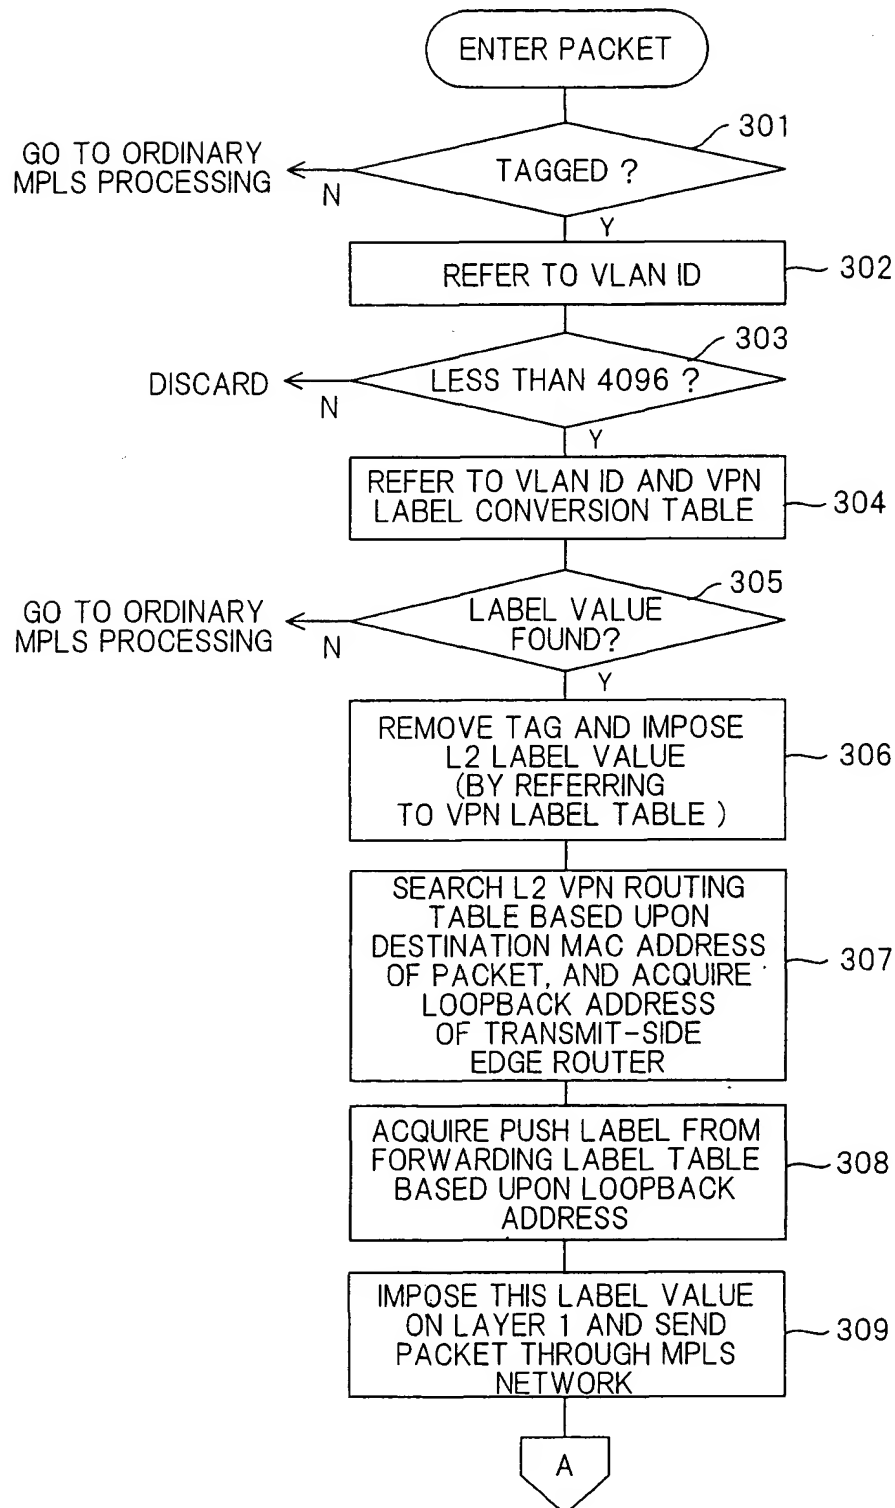 ENTER PACKET
301
GO TO ORDINARY
MPLS PROCESSING
N
TAGGED ?
Y
REFER TO VLAN ID
302
303
DISCARD
N
LESS THAN 4096 ?
Y
REFER TO VLAN ID AND VPN
LABEL CONVERSION TABLE
304
305
GO TO ORDINARY
MPLS PROCESSING
N
LABEL VALUE
FOUND?
Y
REMOVE TAG AND IMPOSE
L2 LABEL VALUE
(BY REFERRING
TO VPN LABEL TABLE )
306
SEARCH L2 VPN ROUTING
TABLE BASED UPON
DESTINATION MAC ADDRESS
OF PACKET, AND ACQUIRE
LOOPBACK ADDRESS
OF TRANSMIT-SIDE
EDGE ROUTER
307
ACQUIRE PUSH LABEL FROM
FORWARDING LABEL TABLE
BASED UPON LOOPBACK
ADDRESS
308
IMPOSE THIS LABEL VALUE
ON LAYER 1 AND SEND
PACKET THROUGH MPLS
NETWORK
309
A